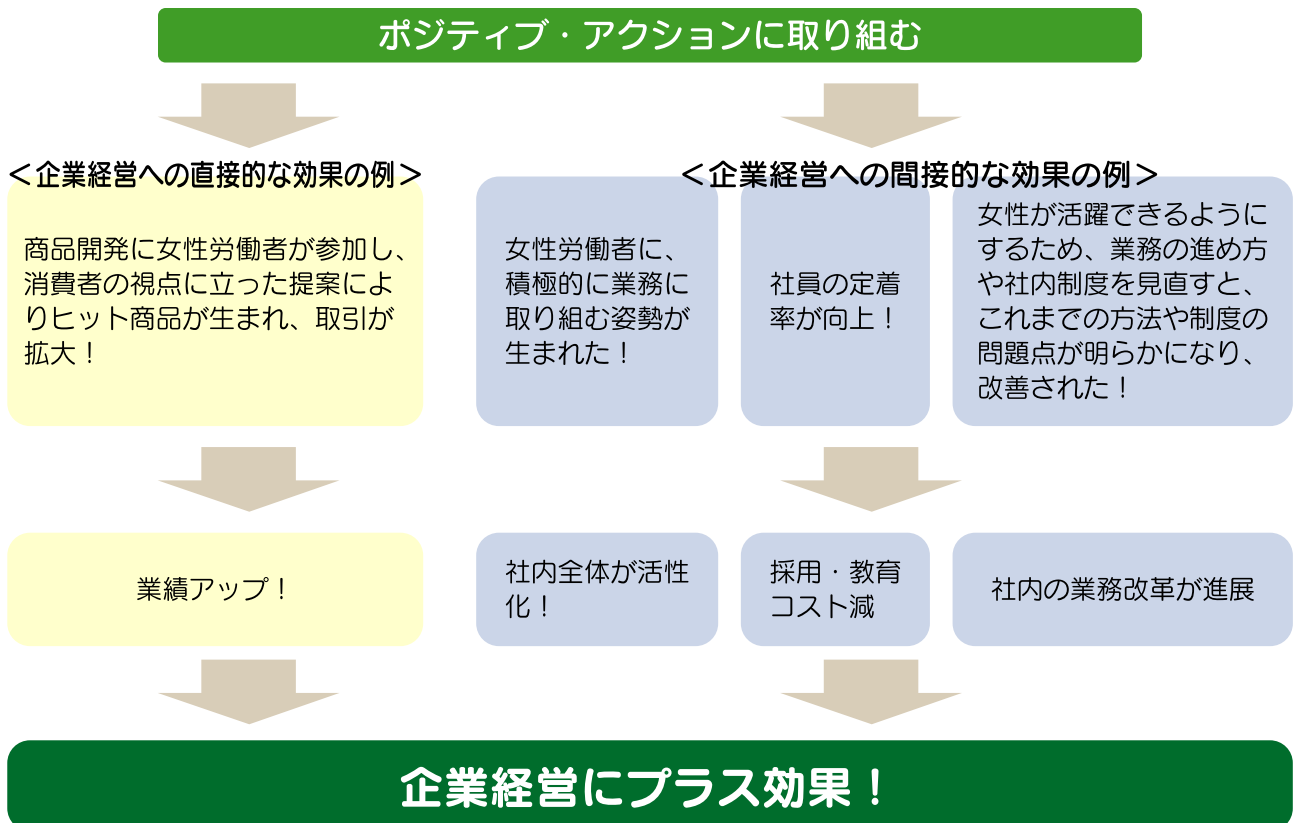 ポジティブ・アクションに取り組む
＜企業経営への直接的な効果の例＞
商品開発に女性労働者が参加し、
消費者の視点に立った提案によ
りヒット商品が生まれ、取引が
拡大！
＜企業経営への間接的な効果の例＞
女性労働者に、
積極的に業務に
取り組む姿勢が
生まれた！
社員の定着
率が向上！
女性が活躍できるように
するため、業務の進め方
や社内制度を見直すと、
これまでの方法や制度の
問題点が明らかになり、
改善された！
業績アップ！
社内全体が活性
化！
採用・教育
コスト減
社内の業務改革が進展
企業経営にプラス効果！